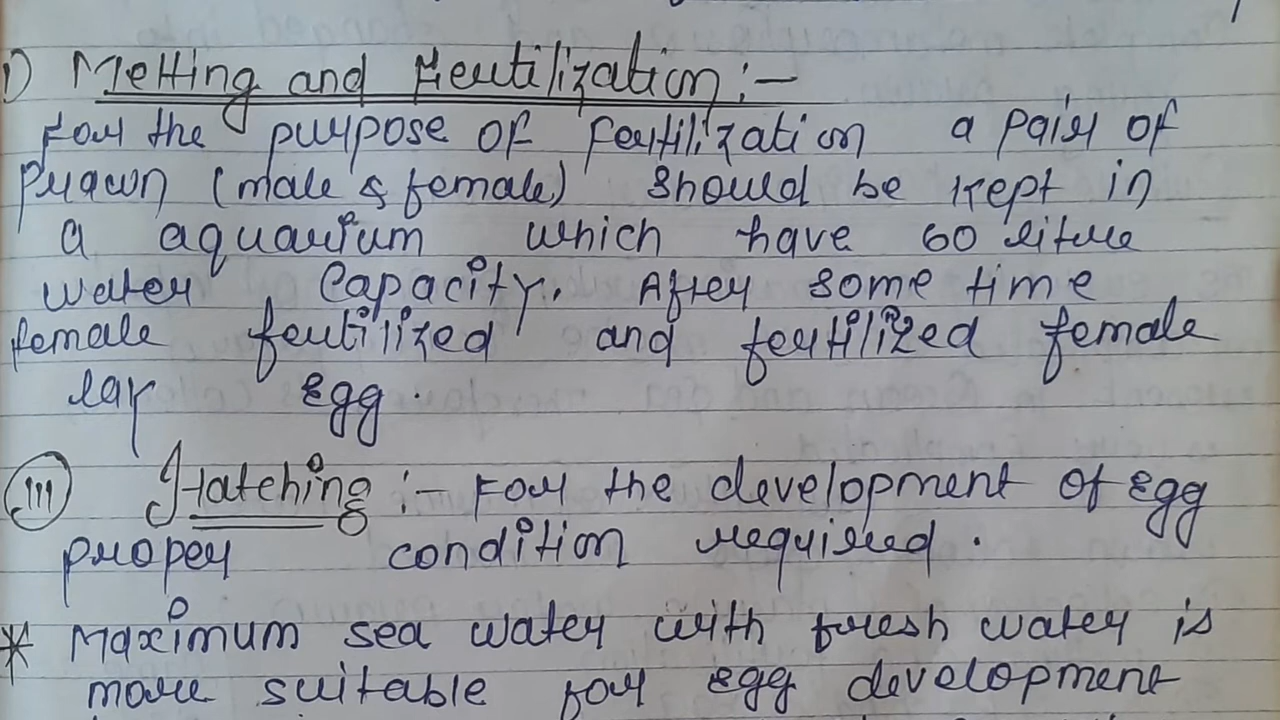 I) Metting and Fertilization :-
For the purpose of fertilization a pair of
Prawn (male & female) should be kept in
a aquarium which have 60 litre
water capacity. After some time
female fertilized and fertilized female
lay Egg.
(III) Hatching :- For the development of Egg
proper condition required.
* Maximum sea water with fresh water is
more suitable for egg development